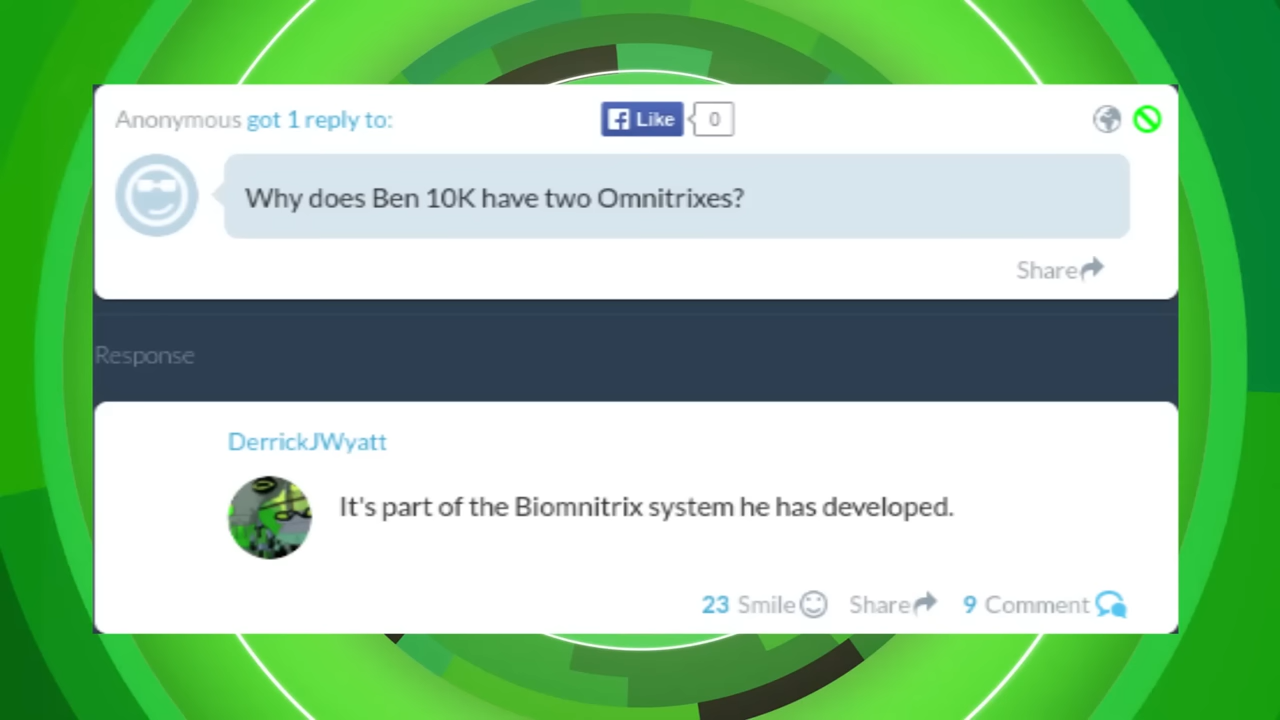 Anonymous got 1 reply to:
Like 0
Why does Ben 10K have two Omnitrixes?
Share
Response
DerrickJWyatt
It's part of the Biomnitrix system he has developed.
23 Smile Share 9 Comment